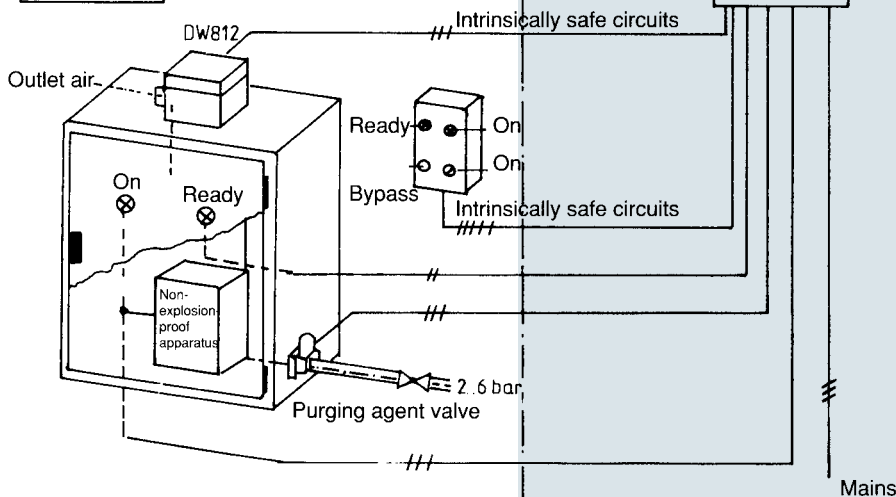 Intrinsically safe circuits
DW812
Outlet air
Ready
On
On
Bypass
On
Ready
Intrinsically safe circuits
Non-
explosion
proof
apparatus
2..6 bar
Purging agent valve
Mains